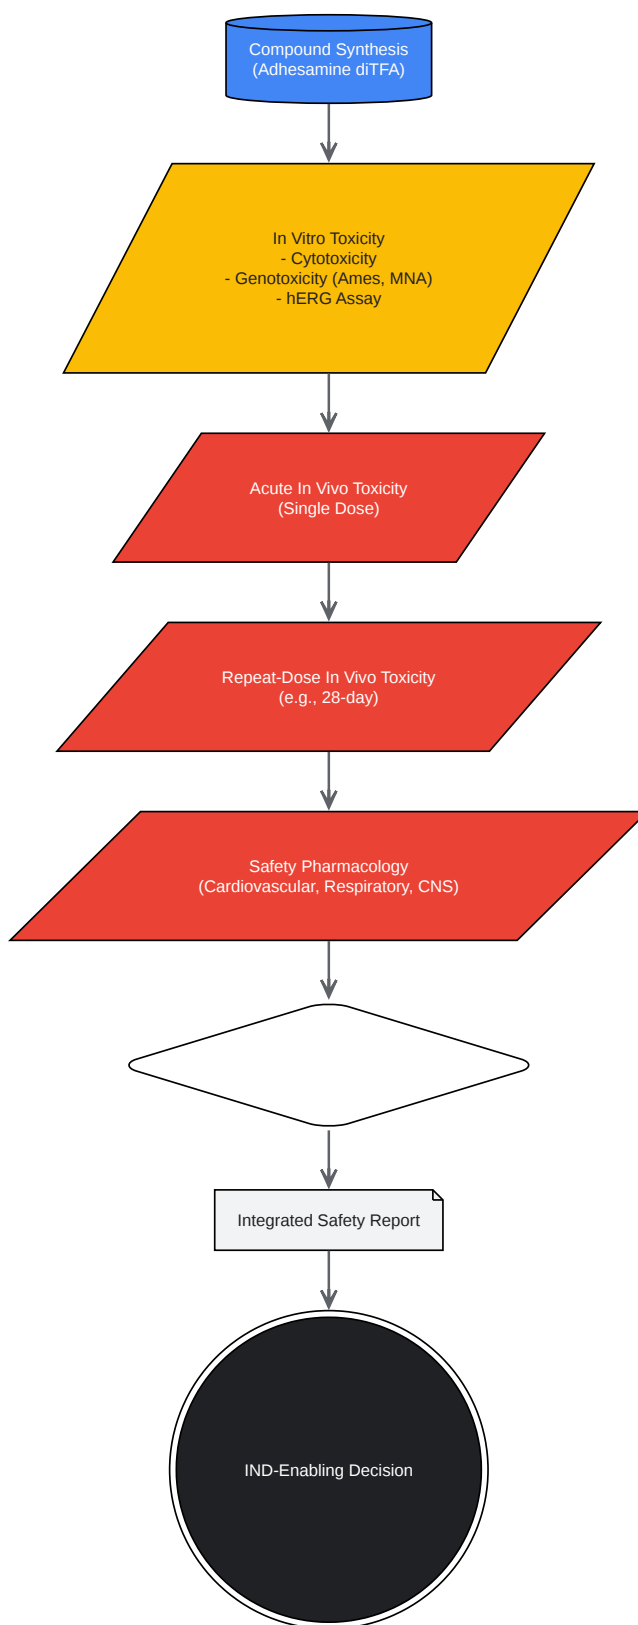 Compound Synthesis
(Adhesamine diTFA)
In Vitro Toxicity
- Cytotoxicity
- Genotoxicity (Ames, MNA)
- hERG Assay
Acute In Vivo Toxicity
(Single Dose)
Repeat-Dose In Vivo Toxicity
(e.g., 28-day)
Safety Pharmacology
(Cardiovascular, Respiratory, CNS)
Integrated Safety Report
IND-Enabling Decision